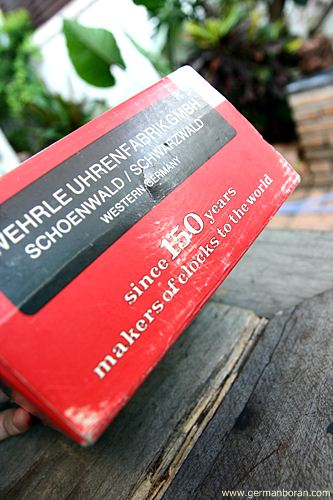 WEHRLE UHRENFABRIK GMBH
SCHOENWALD / SCHWARZWALD
WESTERN GERMANY
since 150 years
makers of clocks to the world
www.germanboran.com